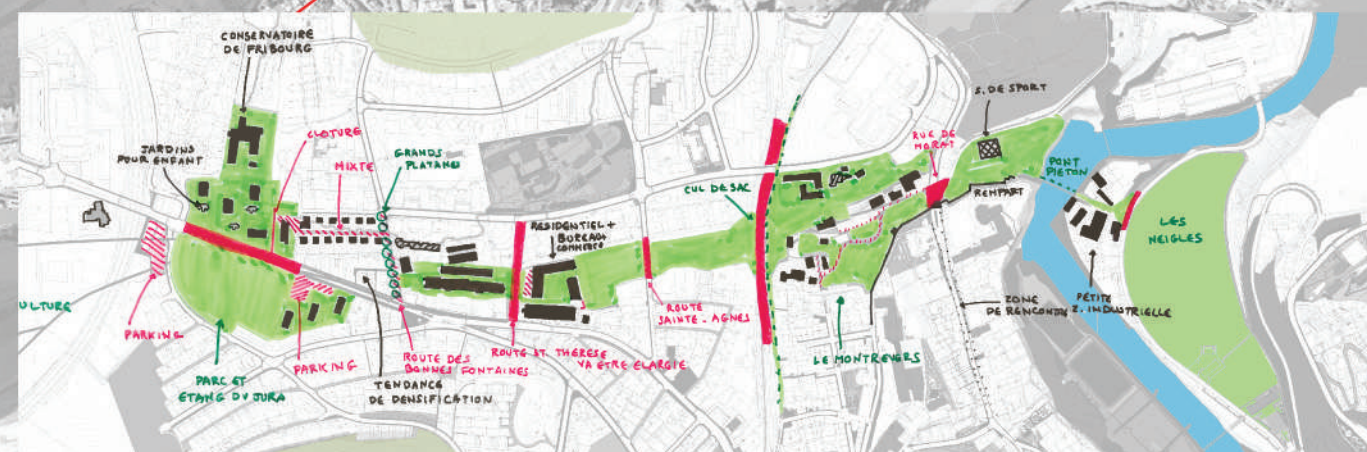 CONSERVATOIRE
DE FRIBOURG
JARDINS
POUR ENFANT
CLOTURE
MIXTE
GRANDS
PLATANES
CUL DE SAC
S. DE SPORT
RUE DE
MORAT
REMPART
PONT
PIETON
LES
NEIGLES
RESIDENTIEL +
BUREAU+
COMMERCE
ULTURE
PARKING
PARC ET
ETANG DU JURA
PARKING
ROUTE DES
BONNES FONTAINES
TENDANCE
DE DENSIFICATION
ROUTE ST. THERESE
VA ETRE ELARGIE
ROUTE
SAINTE-AGNES
LE MONTREVERS
ZONE
DE RENCONTRE
PETITE
Z. INDUSTRIELLE